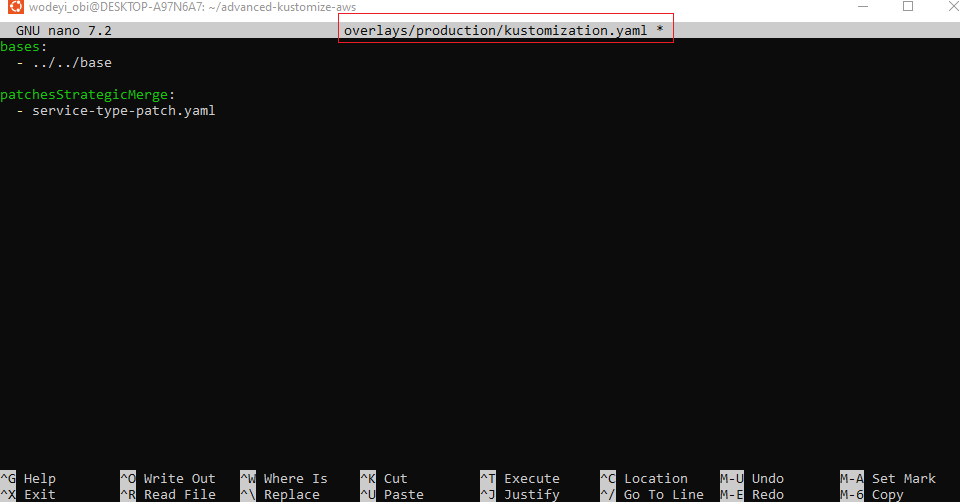 wodeyi_obi@DESKTOP-A97N6A7: ~/advanced-kustomize-aws
GNU nano 7.2 overlays/production/kustomization.yaml *
bases:
  - ../../base

patchesStrategicMerge:
  - service-type-patch.yaml

^G Help ^O Write Out ^W Where Is ^K Cut ^T Execute ^C Location M-U Undo M-A Set Mark
^X Exit ^R Read File ^\ Replace ^U Paste ^J Justify ^/ Go To Line M-E Redo M-6 Copy